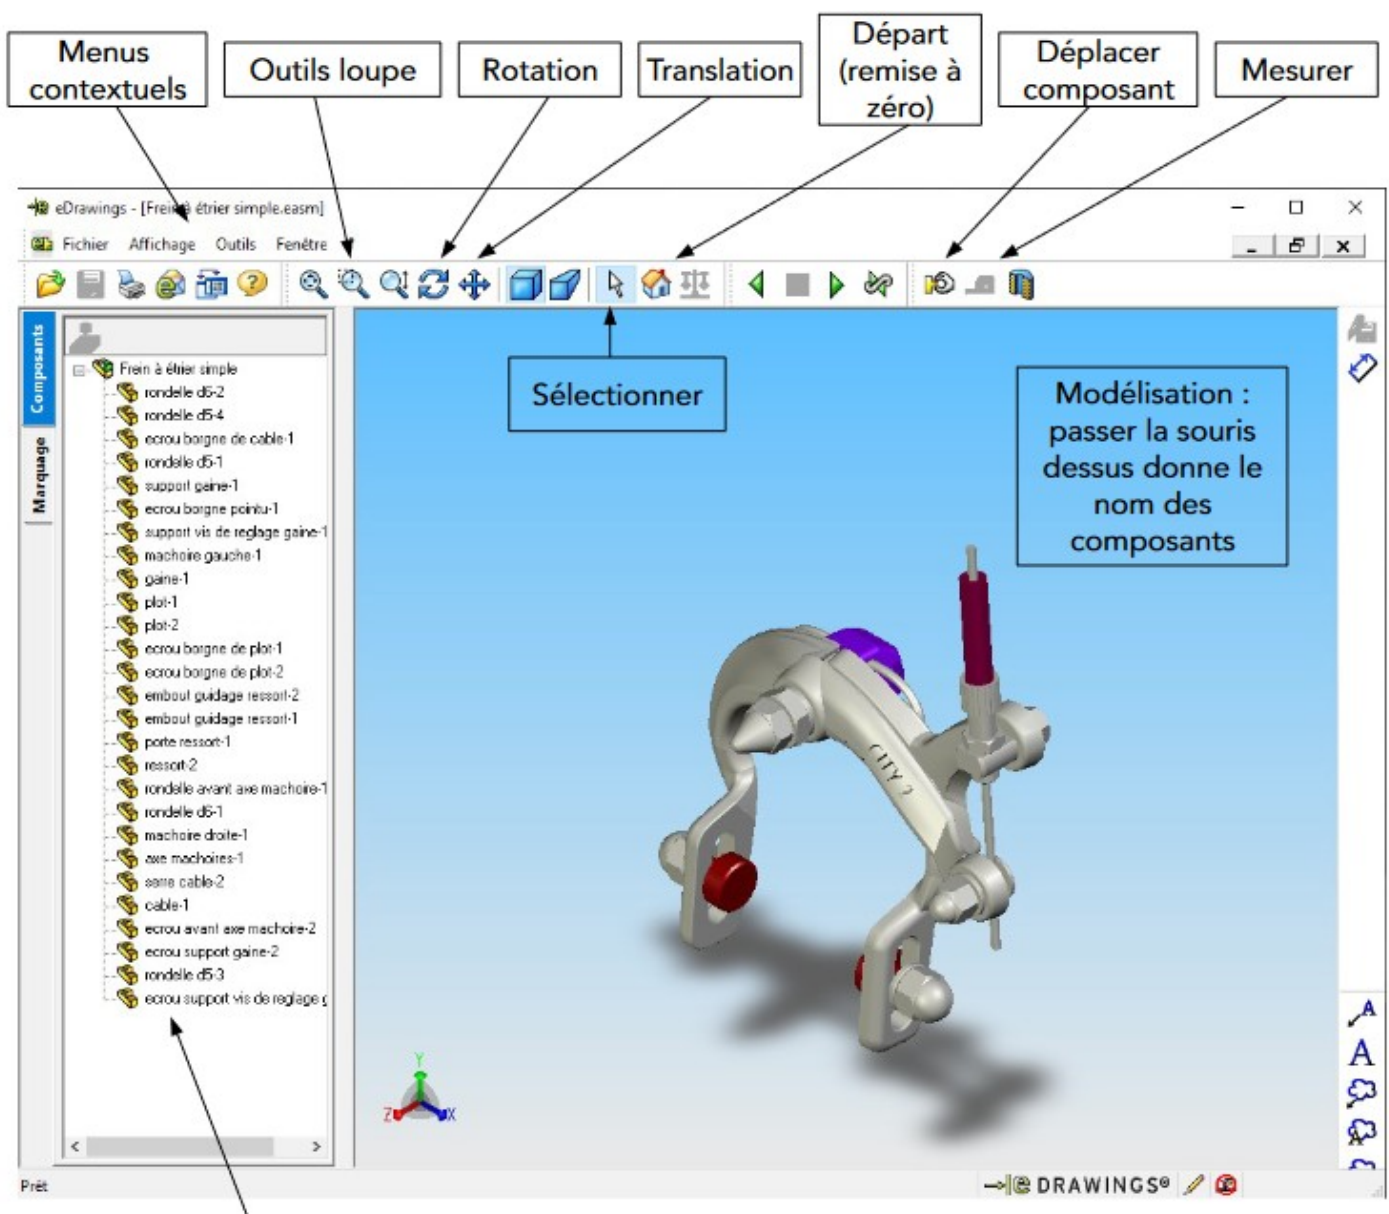 Menus
contextuels
Outils loupe
Rotation
Translation
Départ
(remise à
zéro)
Déplacer
composant
Mesurer
eDrawings - [Frein à étrier simple.easm]
Fichier Affichage Outils Fenêtre
Composants
Marquage
Frein à étrier simple
rondelle d6-2
rondelle d5-4
ecrou borgne de cable-1
rondelle d5-1
support gaine-1
ecrou borgne pointu-1
support vis de reglage gaine-1
machoire gauche-1
gaine-1
plot-1
plot-2
ecrou borgne de plot-1
ecrou borgne de plot-2
embout guidage ressort-2
embout guidage ressort-1
porte ressort-1
ressort-2
rondelle avant axe machoire-1
rondelle d6-1
machoire droite-1
axe machoires-1
serre cable-2
cable-1
ecrou avant axe machoire-2
ecrou support gaine-2
rondelle d5-3
ecrou support vis de reglage g
Sélectionner
Modélisation :
passer la souris
dessus donne le
nom des
composants
CITY
Y
Z X
A
A
A
Prêt
e DRAWINGS®